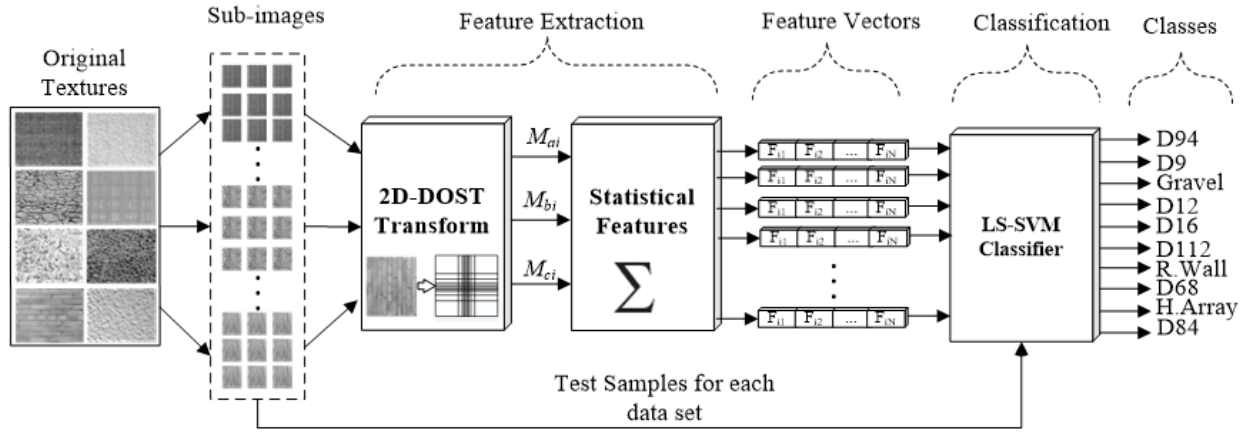 Sub-images
Feature Extraction
Feature Vectors
Classification
Classes
Original
Textures
2D-DOST
Transform
M_ai
M_bi
M_ci
Statistical
Features
Σ
F_i1 F_i2 ... F_iN
F_i1 F_i2 ... F_iN
F_i1 F_i2 ... F_iN
F_i1 F_i2 ... F_iN
F_i1 F_i2 ... F_iN
LS-SVM
Classifier
D94
D9
Gravel
D12
D16
D112
R.Wall
D68
H.Array
D84
Test Samples for each
data set